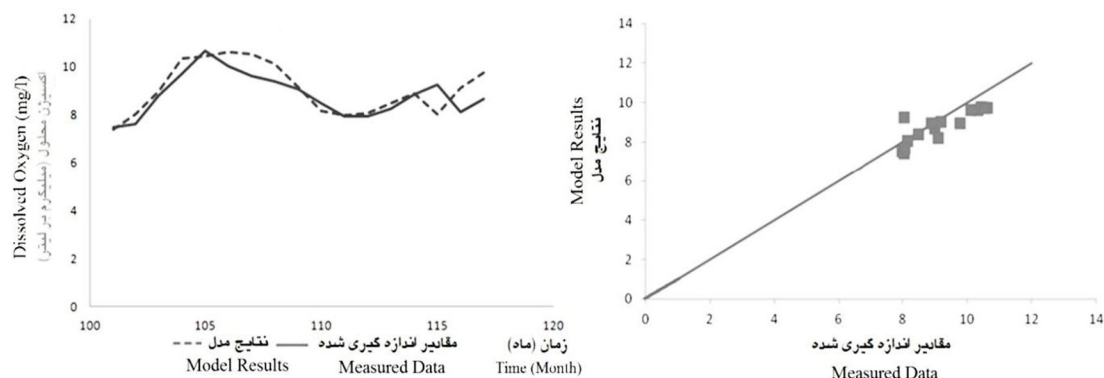 12
10
8
6
4
2
0
Dissolved Oxygen (mg/l)
اکسیژن محلول (میلیگرم در لیتر)
100
105
110
115
120
نتایج مدل
Model Results
مقادیر اندازه گیری شده
Measured Data
زمان (ماه)
Time (Month)
14
12
10
8
6
4
2
0
Model Results
نتایج مدل
0
2
4
6
8
10
12
14
مقادیر اندازه گیری شده
Measured Data